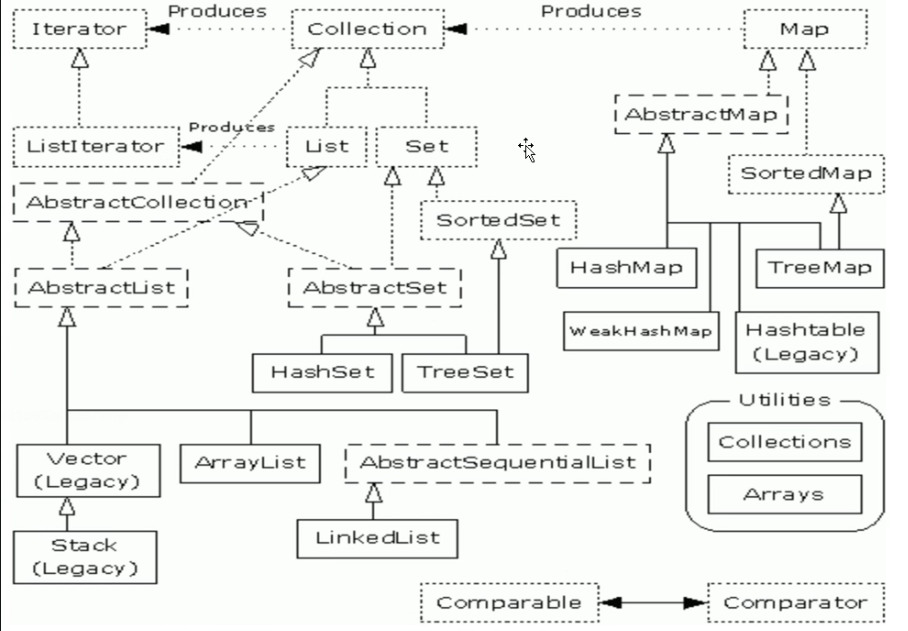 Produces
Produces
Iterator
Collection
Map
AbstractMap
Produces
ListIterator
List
Set
SortedMap
AbstractCollection
SortedSet
HashMap
TreeMap
AbstractList
AbstractSet
WeakHashMap
Hashtable
(Legacy)
HashSet
TreeSet
Utilities
Collections
Vector
(Legacy)
ArrayList
AbstractSequentialList
Arrays
LinkedList
Stack
(Legacy)
Comparable
Comparator